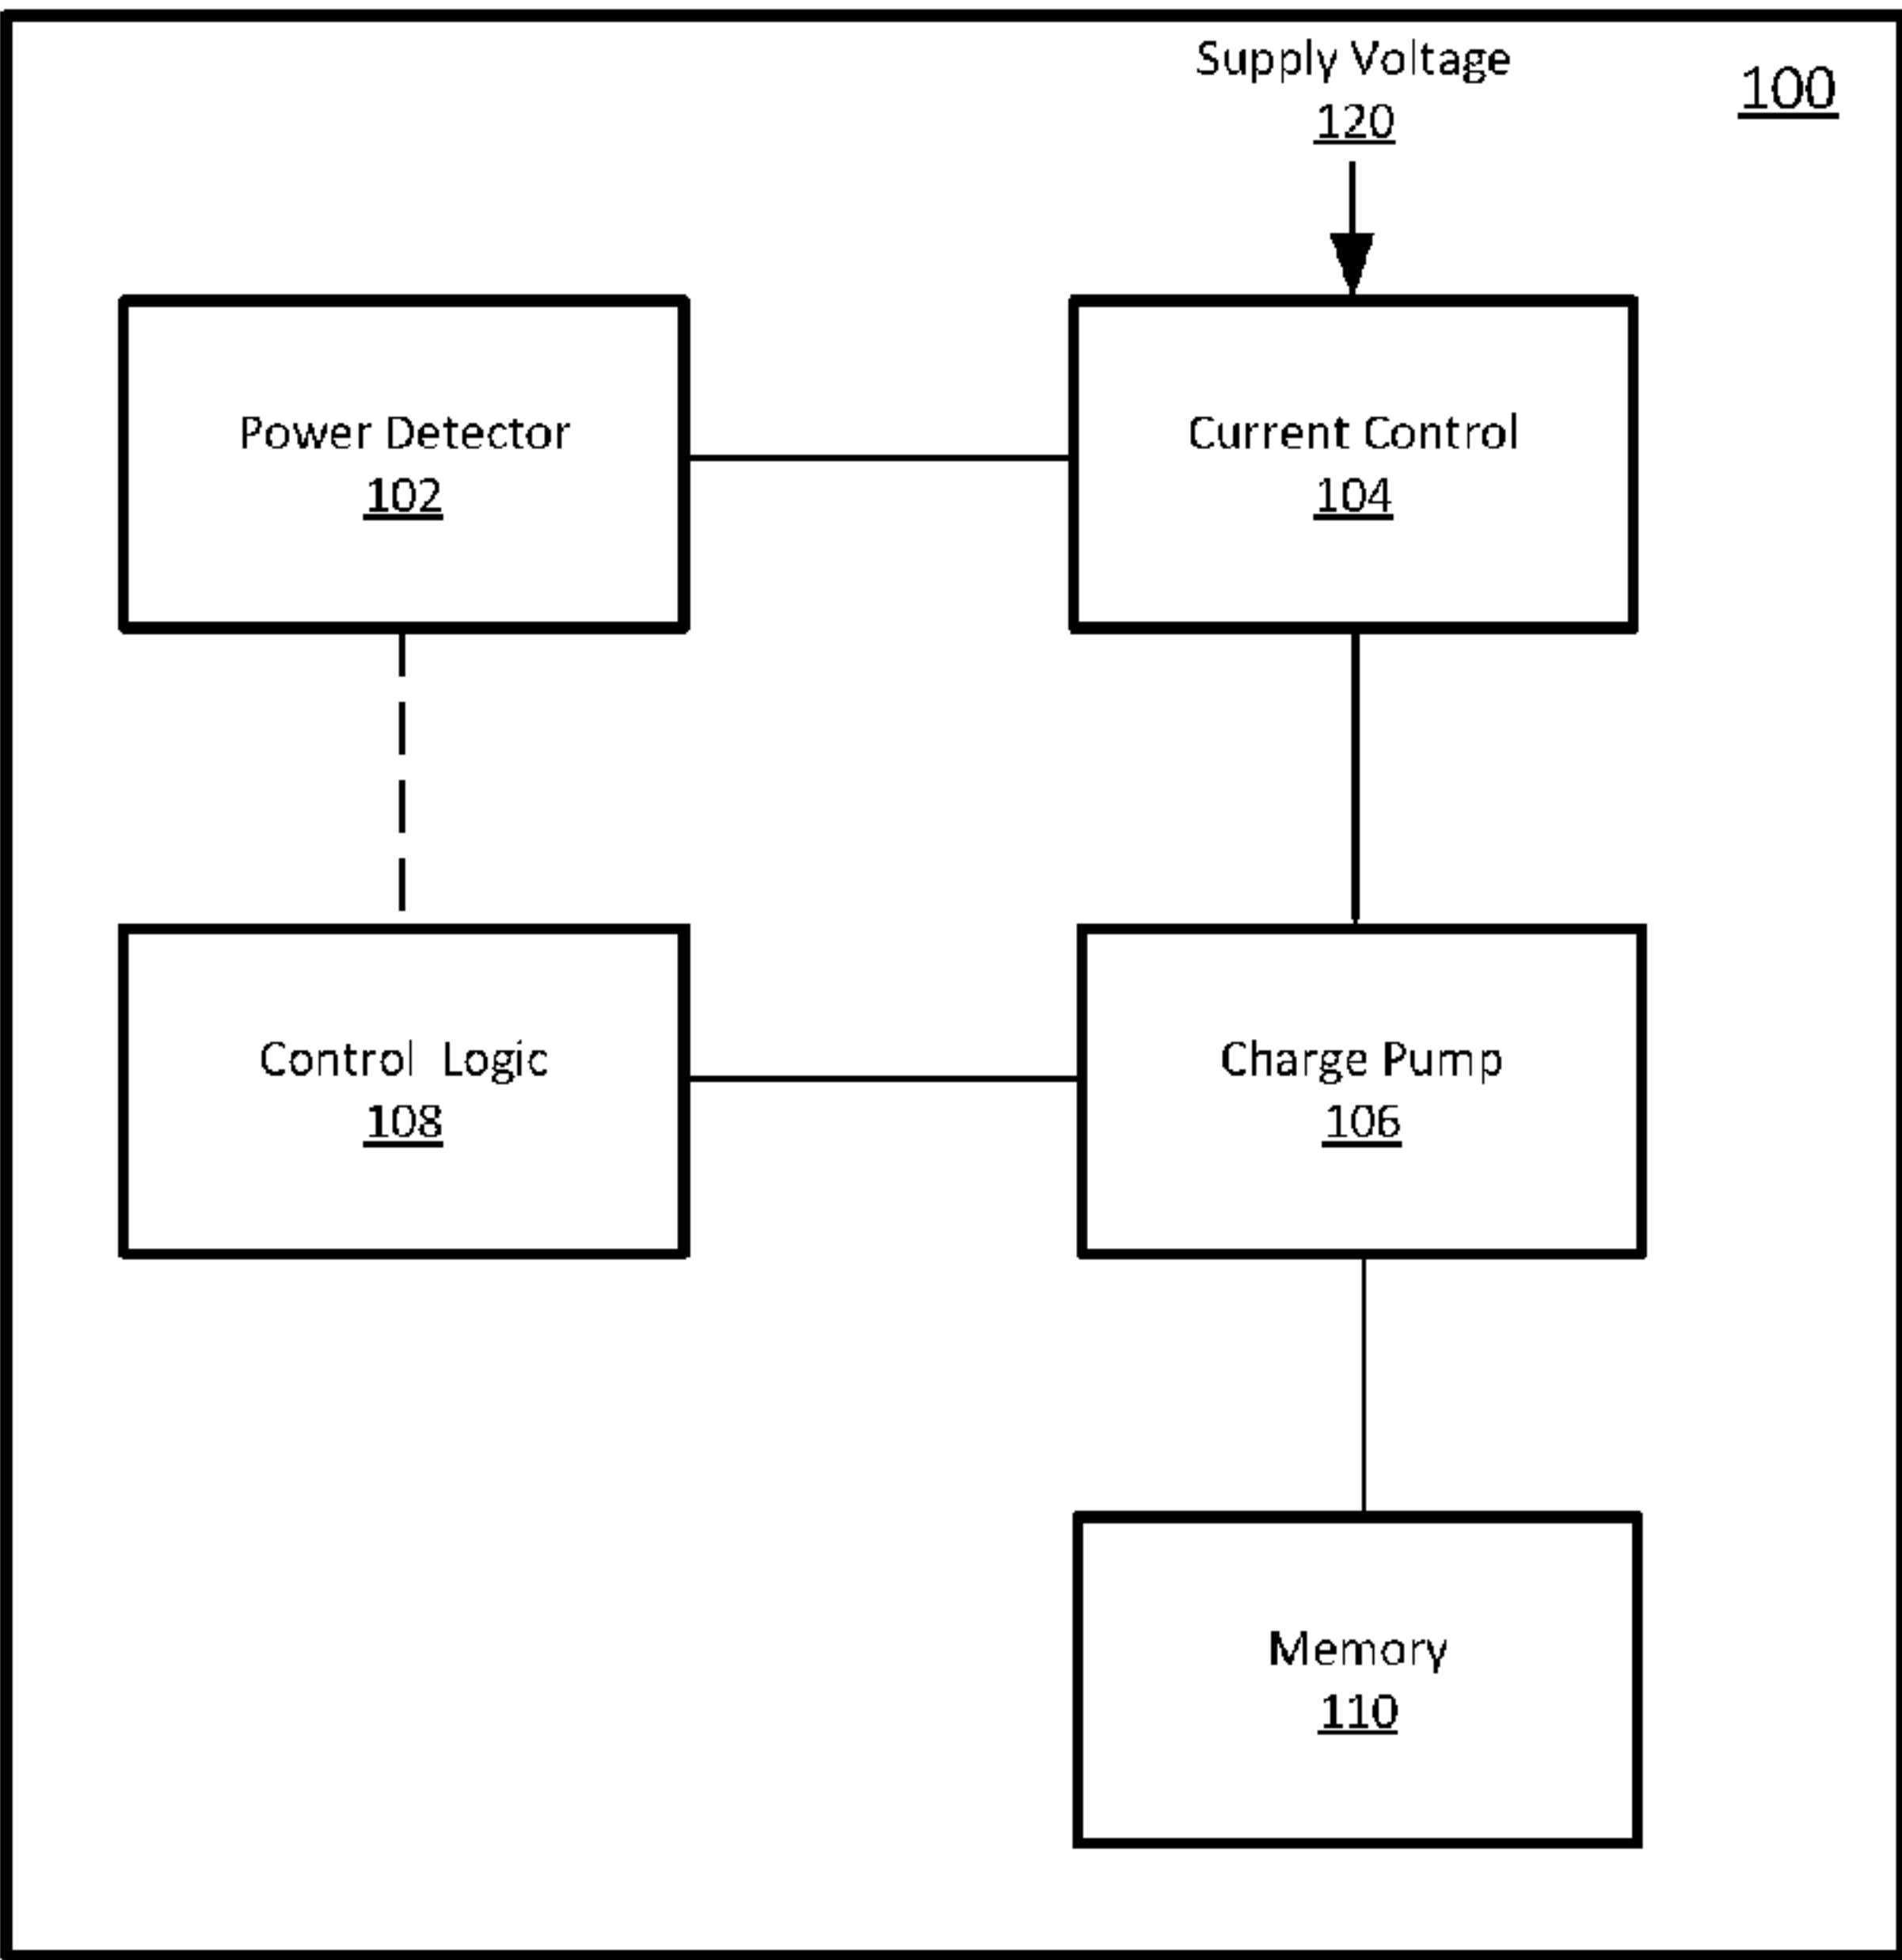 Supply Voltage
120
100
Power Detector
102
Current Control
104
Control Logic
108
Charge Pump
106
Memory
110